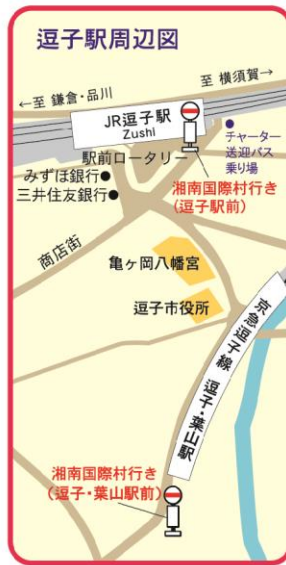 逗子駅周辺図
至 横須賀→
←至 鎌倉・品川
JR逗子駅
Zushi
チャーター
送迎バス
乗り場
駅前ロータリー
みずほ銀行●
三井住友銀行●
湘南国際村行き
(逗子駅前)
商店街
亀ヶ岡八幡宮
逗子市役所
京急逗子線 逗子・葉山駅
湘南国際村行き
(逗子・葉山駅前)